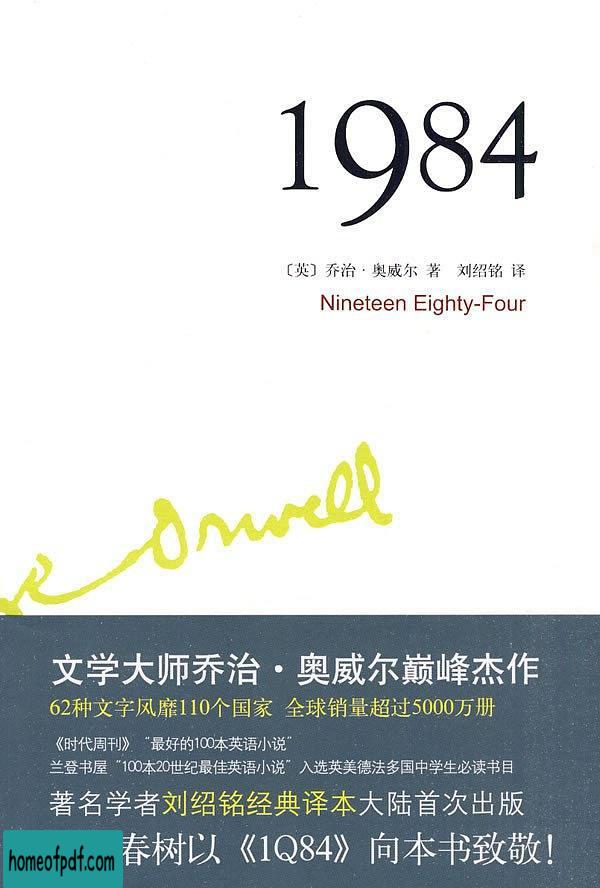 1984
〔英〕乔治·奥威尔 著 刘绍铭 译
Nineteen Eighty-Four
Orwell
文学大师乔治·奥威尔巅峰杰作
62种文字风靡110个国家 全球销量超过5000万册
《时代周刊》“最好的100本英语小说”
兰登书屋“100本20世纪最佳英语小说”入选英美德法多国中学生必读书目
著名学者刘绍铭经典译本大陆首次出版
春树以《1Q84》向本书致敬!
homeofpdf.com